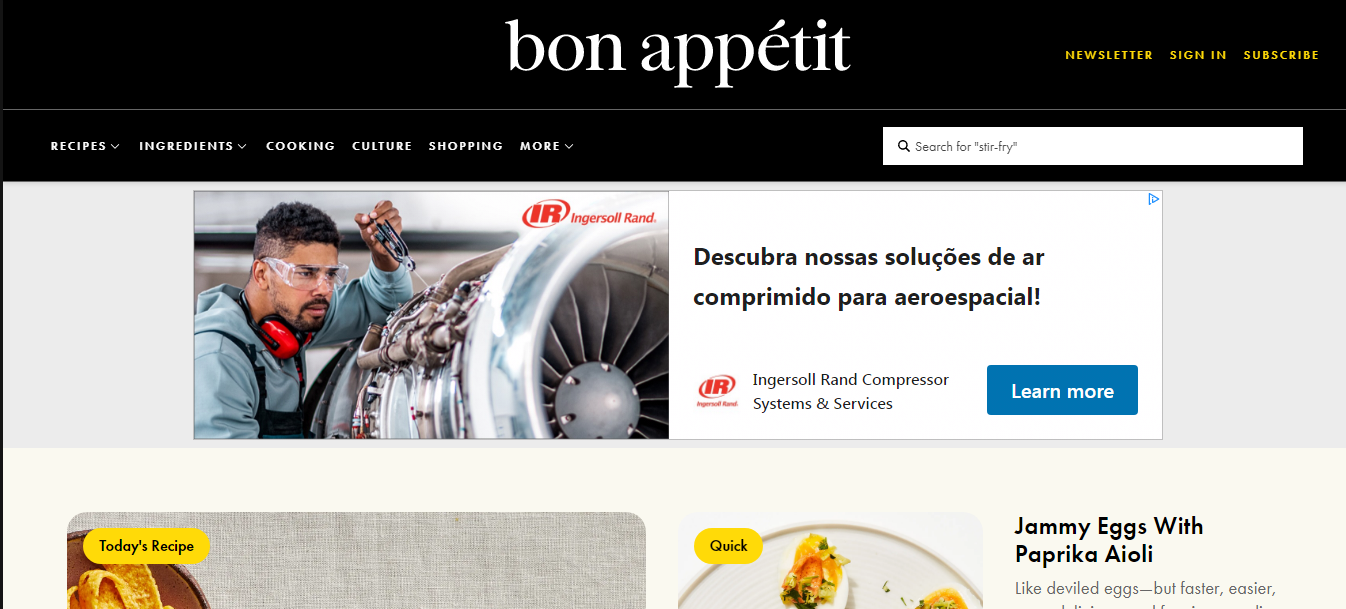 bon appétit
NEWSLETTER SIGN IN SUBSCRIBE
RECIPES INGREDIENTS COOKING CULTURE SHOPPING MORE
Search for "stir-fry"
IR Ingersoll Rand.
Descubra nossas soluções de ar
comprimido para aeroespacial!
IR
Ingersoll Rand.
Ingersoll Rand Compressor
Systems & Services
Learn more
Today's Recipe
Quick
Jammy Eggs With
Paprika Aioli
Like deviled eggs—but faster, easier,